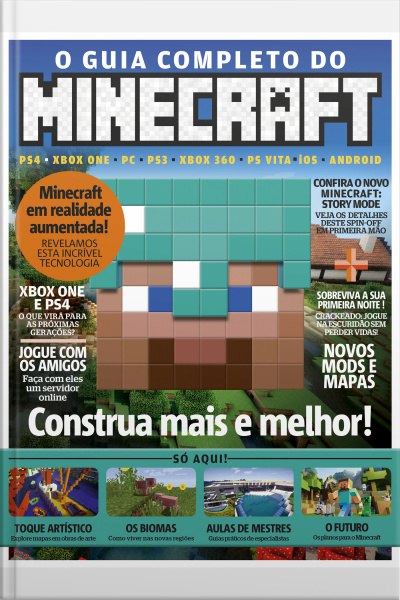 O GUIA COMPLETO DO
MINECRAFT
PS4 • XBOX ONE • PC • PS3 • XBOX 360 • PS VITA • iOS • ANDROID
Minecraft
em realidade
aumentada!
REVELAMOS
ESTA INCRÍVEL
TECNOLOGIA
CONFIRA O NOVO
MINECRAFT:
STORY MODE
VEJA OS DETALHES
DESTE SPIN-OFF
EM PRIMEIRA MÃO
XBOX ONE
E PS4
O QUE VIRÁ PARA
AS PRÓXIMAS
GERAÇÕES?
JOGUE COM
OS AMIGOS
Faça com eles
um servidor
online
SOBREVIVA A SUA
PRIMEIRA NOITE !
CRACKEADO: JOGUE
NA ESCURIDÃO SEM
PERDER VIDAS!
NOVOS
MODS E
MAPAS
Construa mais e melhor!
SÓ AQUI!
TOQUE ARTÍSTICO
Explore mapas em obras de arte
OS BIOMAS
Como viver nas novas regiões
AULAS DE MESTRES
Guias práticos de especialistas
O FUTURO
Os planos para o Minecraft